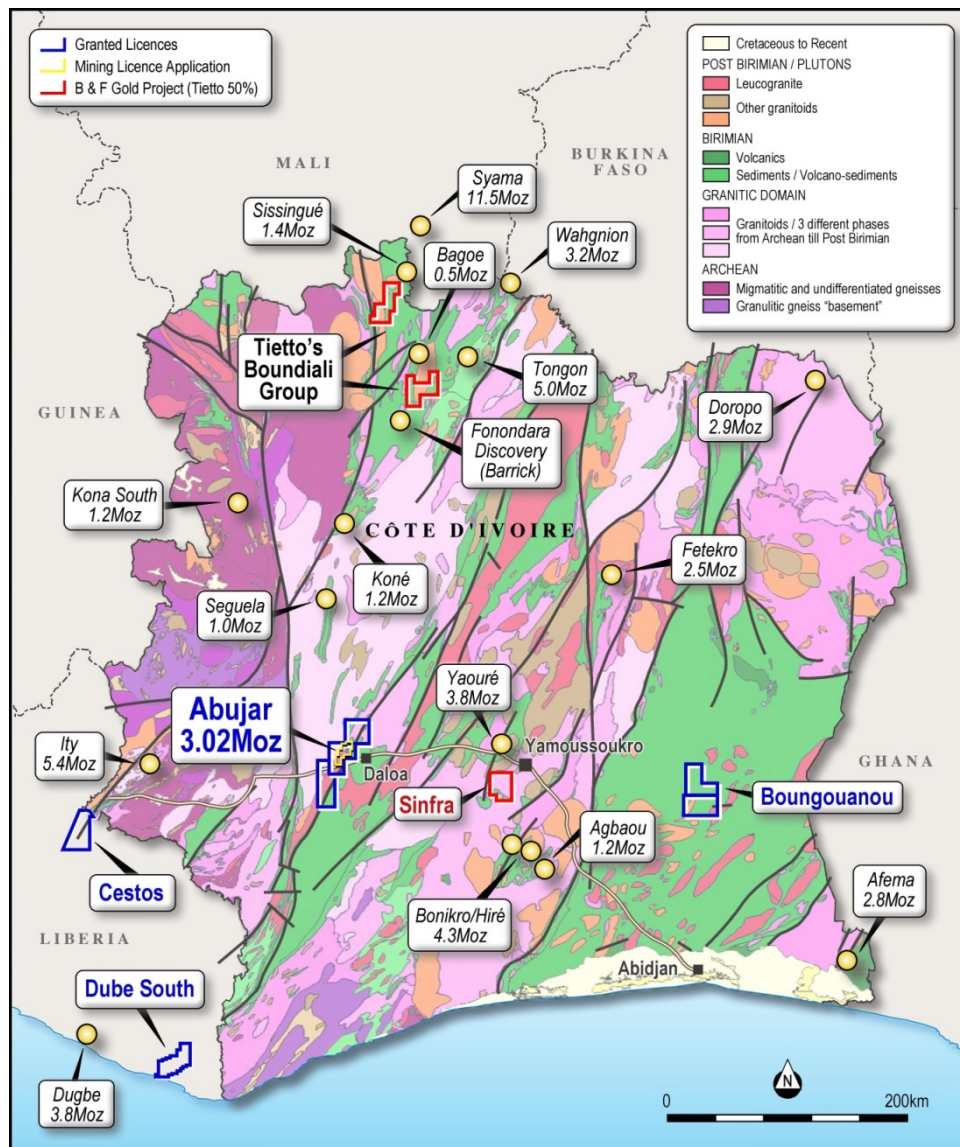 Granted Licences
Mining Licence Application
B & F Gold Project (Tietto 50%)
Cretaceous to Recent
POST BIRIMIAN / PLUTONS
Leucogranite
Other granitoids
BIRIMIAN
Volcanics
Sediments / Volcano-sediments
GRANITIC DOMAIN
Granitoids / 3 different phases
from Archean till Post Birimian
ARCHEAN
Migmatitic and undifferentiated gneisses
Granulitic gneiss "basement"
MALI
BURKINA
FASO
Syama
11.5Moz
Sissingué
1.4Moz
Bagoe
0.5Moz
Wahgnion
3.2Moz
Tietto's
Boundiali
Group
Tongon
5.0Moz
Doropo
2.9Moz
GUINEA
Fonondara
Discovery
(Barrick)
Kona South
1.2Moz
CÔTE D'IVOIRE
Koné
1.2Moz
Fetekro
2.5Moz
Seguela
1.0Moz
Yaouré
3.8Moz
Abujar
3.02Moz
Ity
5.4Moz
Daloa
Yamoussoukro
GHANA
Sinfra
Boungouanou
Cestos
Agbaou
1.2Moz
Bonikro/Hiré
4.3Moz
Afema
2.8Moz
LIBERIA
Abidjan
Dube South
Dugbe
3.8Moz
N
0 200km